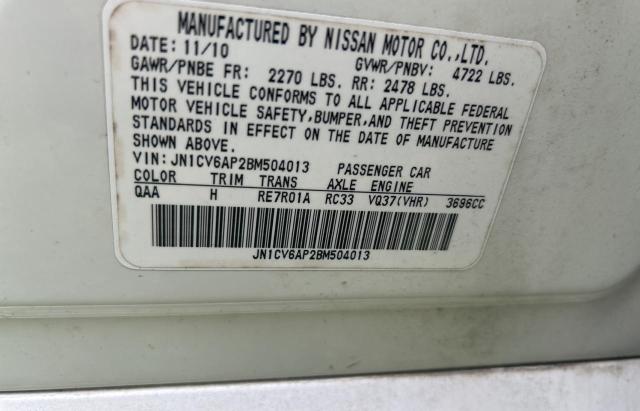 MANUFACTURED BY NISSAN MOTOR CO.,LTD.
DATE: 11/10 GVWR/PNBV: 4722 LBS.
GAWR/PNBE FR: 2270 LBS. RR: 2478 LBS.
THIS VEHICLE CONFORMS TO ALL APPLICABLE FEDERAL
MOTOR VEHICLE SAFETY,BUMPER,AND THEFT PREVENTION
STANDARDS IN EFFECT ON THE DATE OF MANUFACTURE
SHOWN ABOVE.
VIN:JN1CV6AP2BM504013 PASSENGER CAR
COLOR TRIM TRANS AXLE ENGINE
QAA H RE7R01A RC33 VQ37(VHR) 3696CC
JN1CV6AP2BM504013